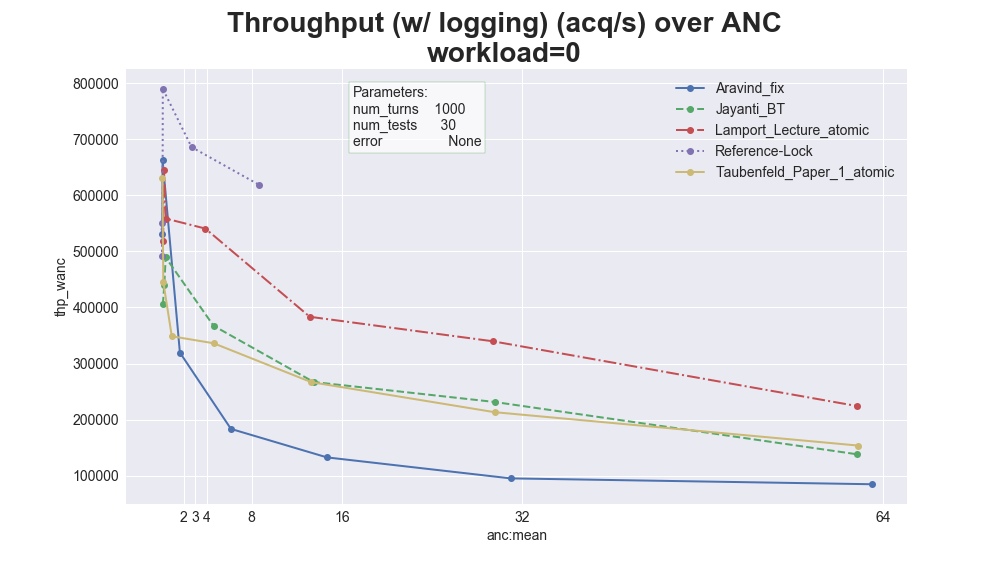 Throughput (w/ logging) (acq/s) over ANC
workload=0
800000
700000
600000
500000
400000
300000
200000
100000
thp_wanc
Parameters:
num_turns 1000
num_tests 30
error None
Aravind_fix
Jayanti_BT
Lamport_Lecture_atomic
Reference-Lock
Taubenfeld_Paper_1_atomic
2 3 4 8 16 32 64
anc:mean